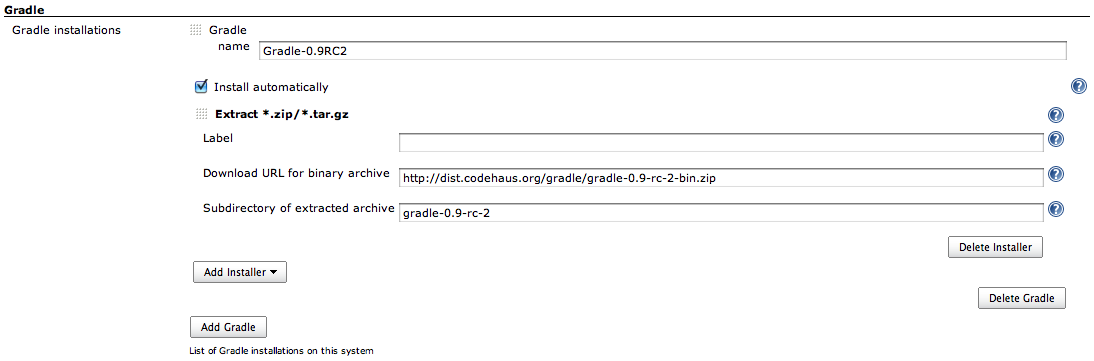 Gradle
Gradle installations
Gradle
name
Gradle-0.9RC2
Install automatically
Extract *.zip/*.tar.gz
Label
Download URL for binary archive
http://dist.codehaus.org/gradle/gradle-0.9-rc-2-bin.zip
Subdirectory of extracted archive
gradle-0.9-rc-2
Delete Installer
Add Installer
Delete Gradle
Add Gradle
List of Gradle installations on this system